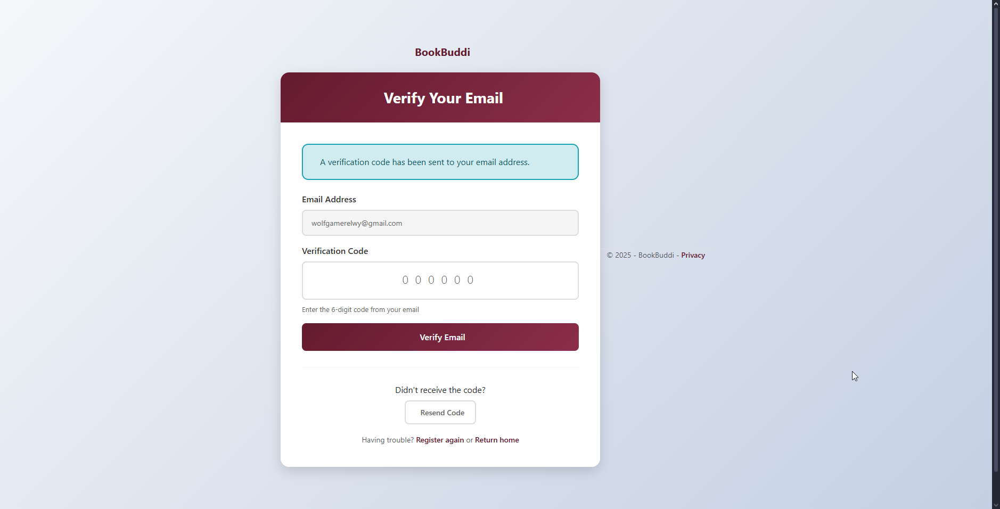 BookBuddi
Verify Your Email
A verification code has been sent to your email address.
Email Address
wolfgamerelwy@gmail.com
Verification Code
000000
Enter the 6-digit code from your email
Verify Email
Didn't receive the code?
Resend Code
Having trouble? Register again or Return home
© 2025 - BookBuddi - Privacy